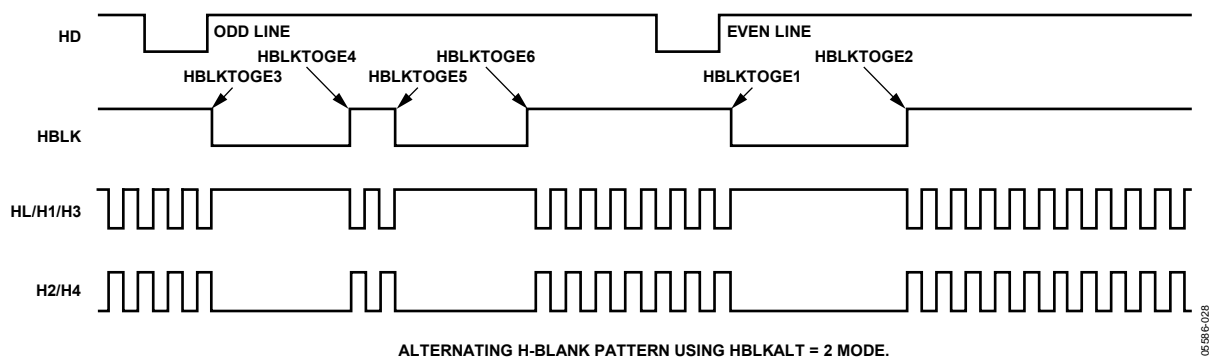 HD
ODD LINE
EVEN LINE
HBLKTOGE4
HBLKTOGE6
HBLKTOGE2
HBLKTOGE3
HBLKTOGE5
HBLKTOGE1
HBLK
HL/H1/H3
H2/H4
ALTERNATING H-BLANK PATTERN USING HBLKALT = 2 MODE.
05586-028